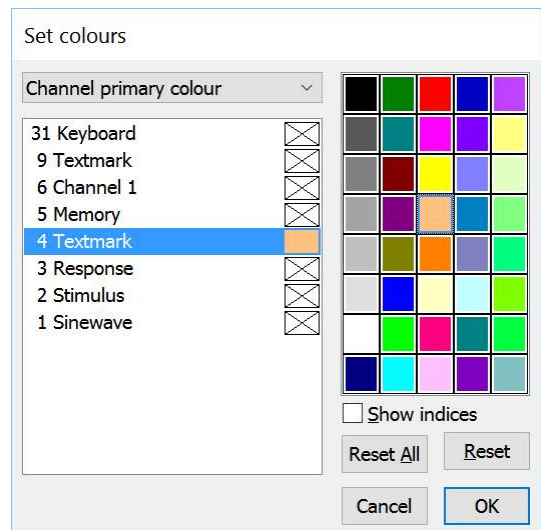 Set colours
Channel primary colour
31 Keyboard
9 Textmark
6 Channel 1
5 Memory
4 Textmark
3 Response
2 Stimulus
1 Sinewave
Show indices
Reset All
Reset
Cancel
OK